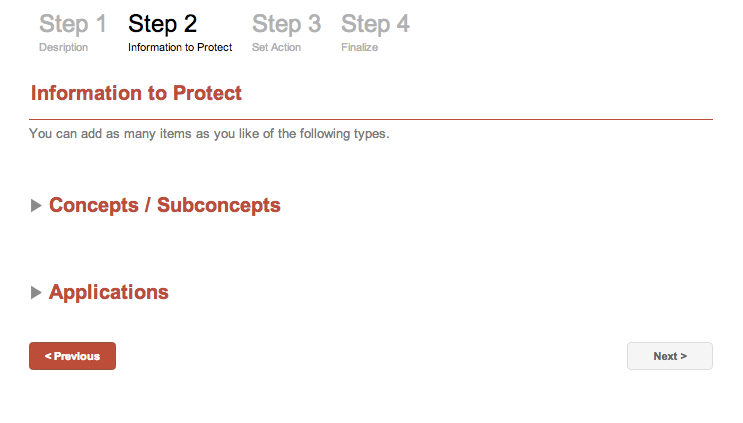 Step 1 Step 2 Step 3 Step 4
Desription Information to Protect Set Action Finalize
Information to Protect
You can add as many items as you like of the following types.
Concepts / Subconcepts
Applications
< Previous Next >